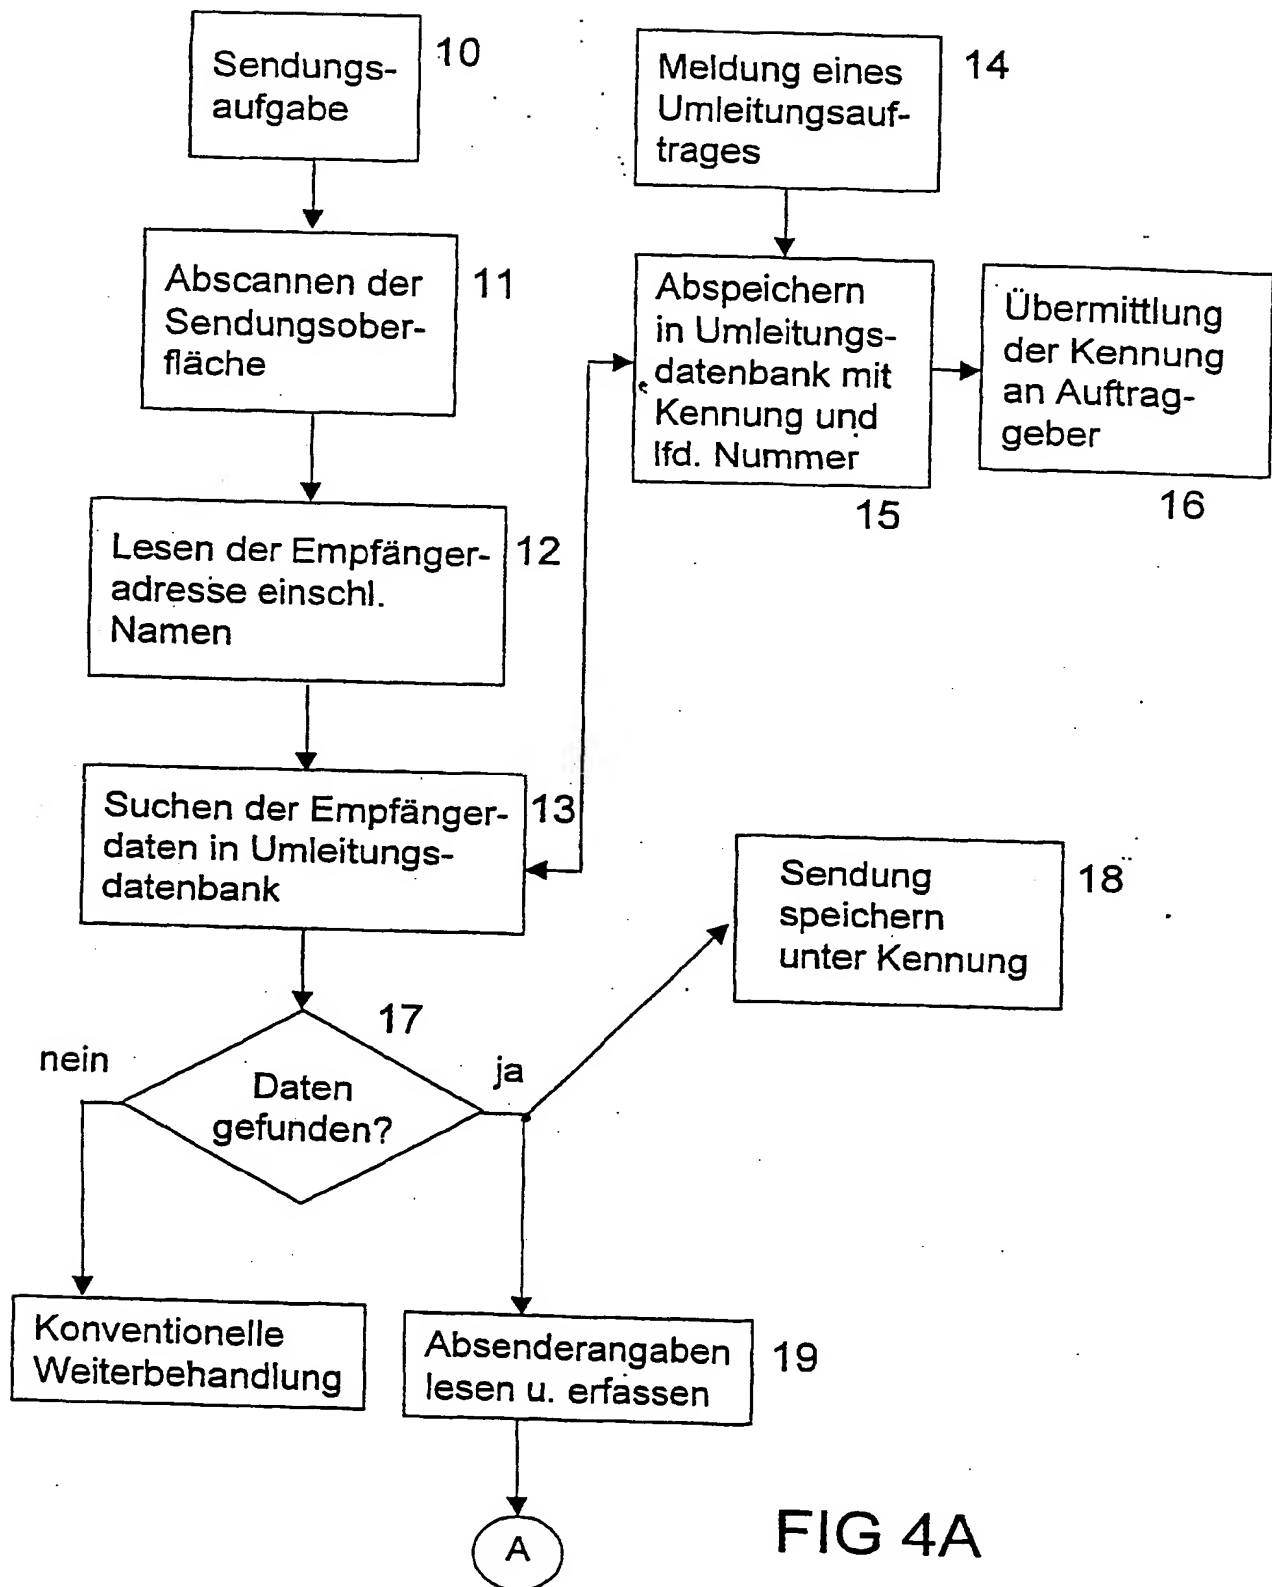 Sendungs-
aufgabe
10
Abscannen der
Sendungsober-
fläche
11
Lesen der Empfänger-
adresse einschl.
Namen
12
Suchen der Empfänger-
daten in Umleitungs-
datenbank
13
Meldung eines
Umleitungsauf-
trages
14
Abspeichern
in Umleitungs-
datenbank mit
Kennung und
lfd. Nummer
15
Übermittlung
der Kennung
an Auftrag-
geber
16
17
nein
Daten
gefunden?
ja
Sendung
speichern
unter Kennung
18
Konventionelle
Weiterbehandlung
Absenderangaben
lesen u. erfassen
19
A
FIG 4A